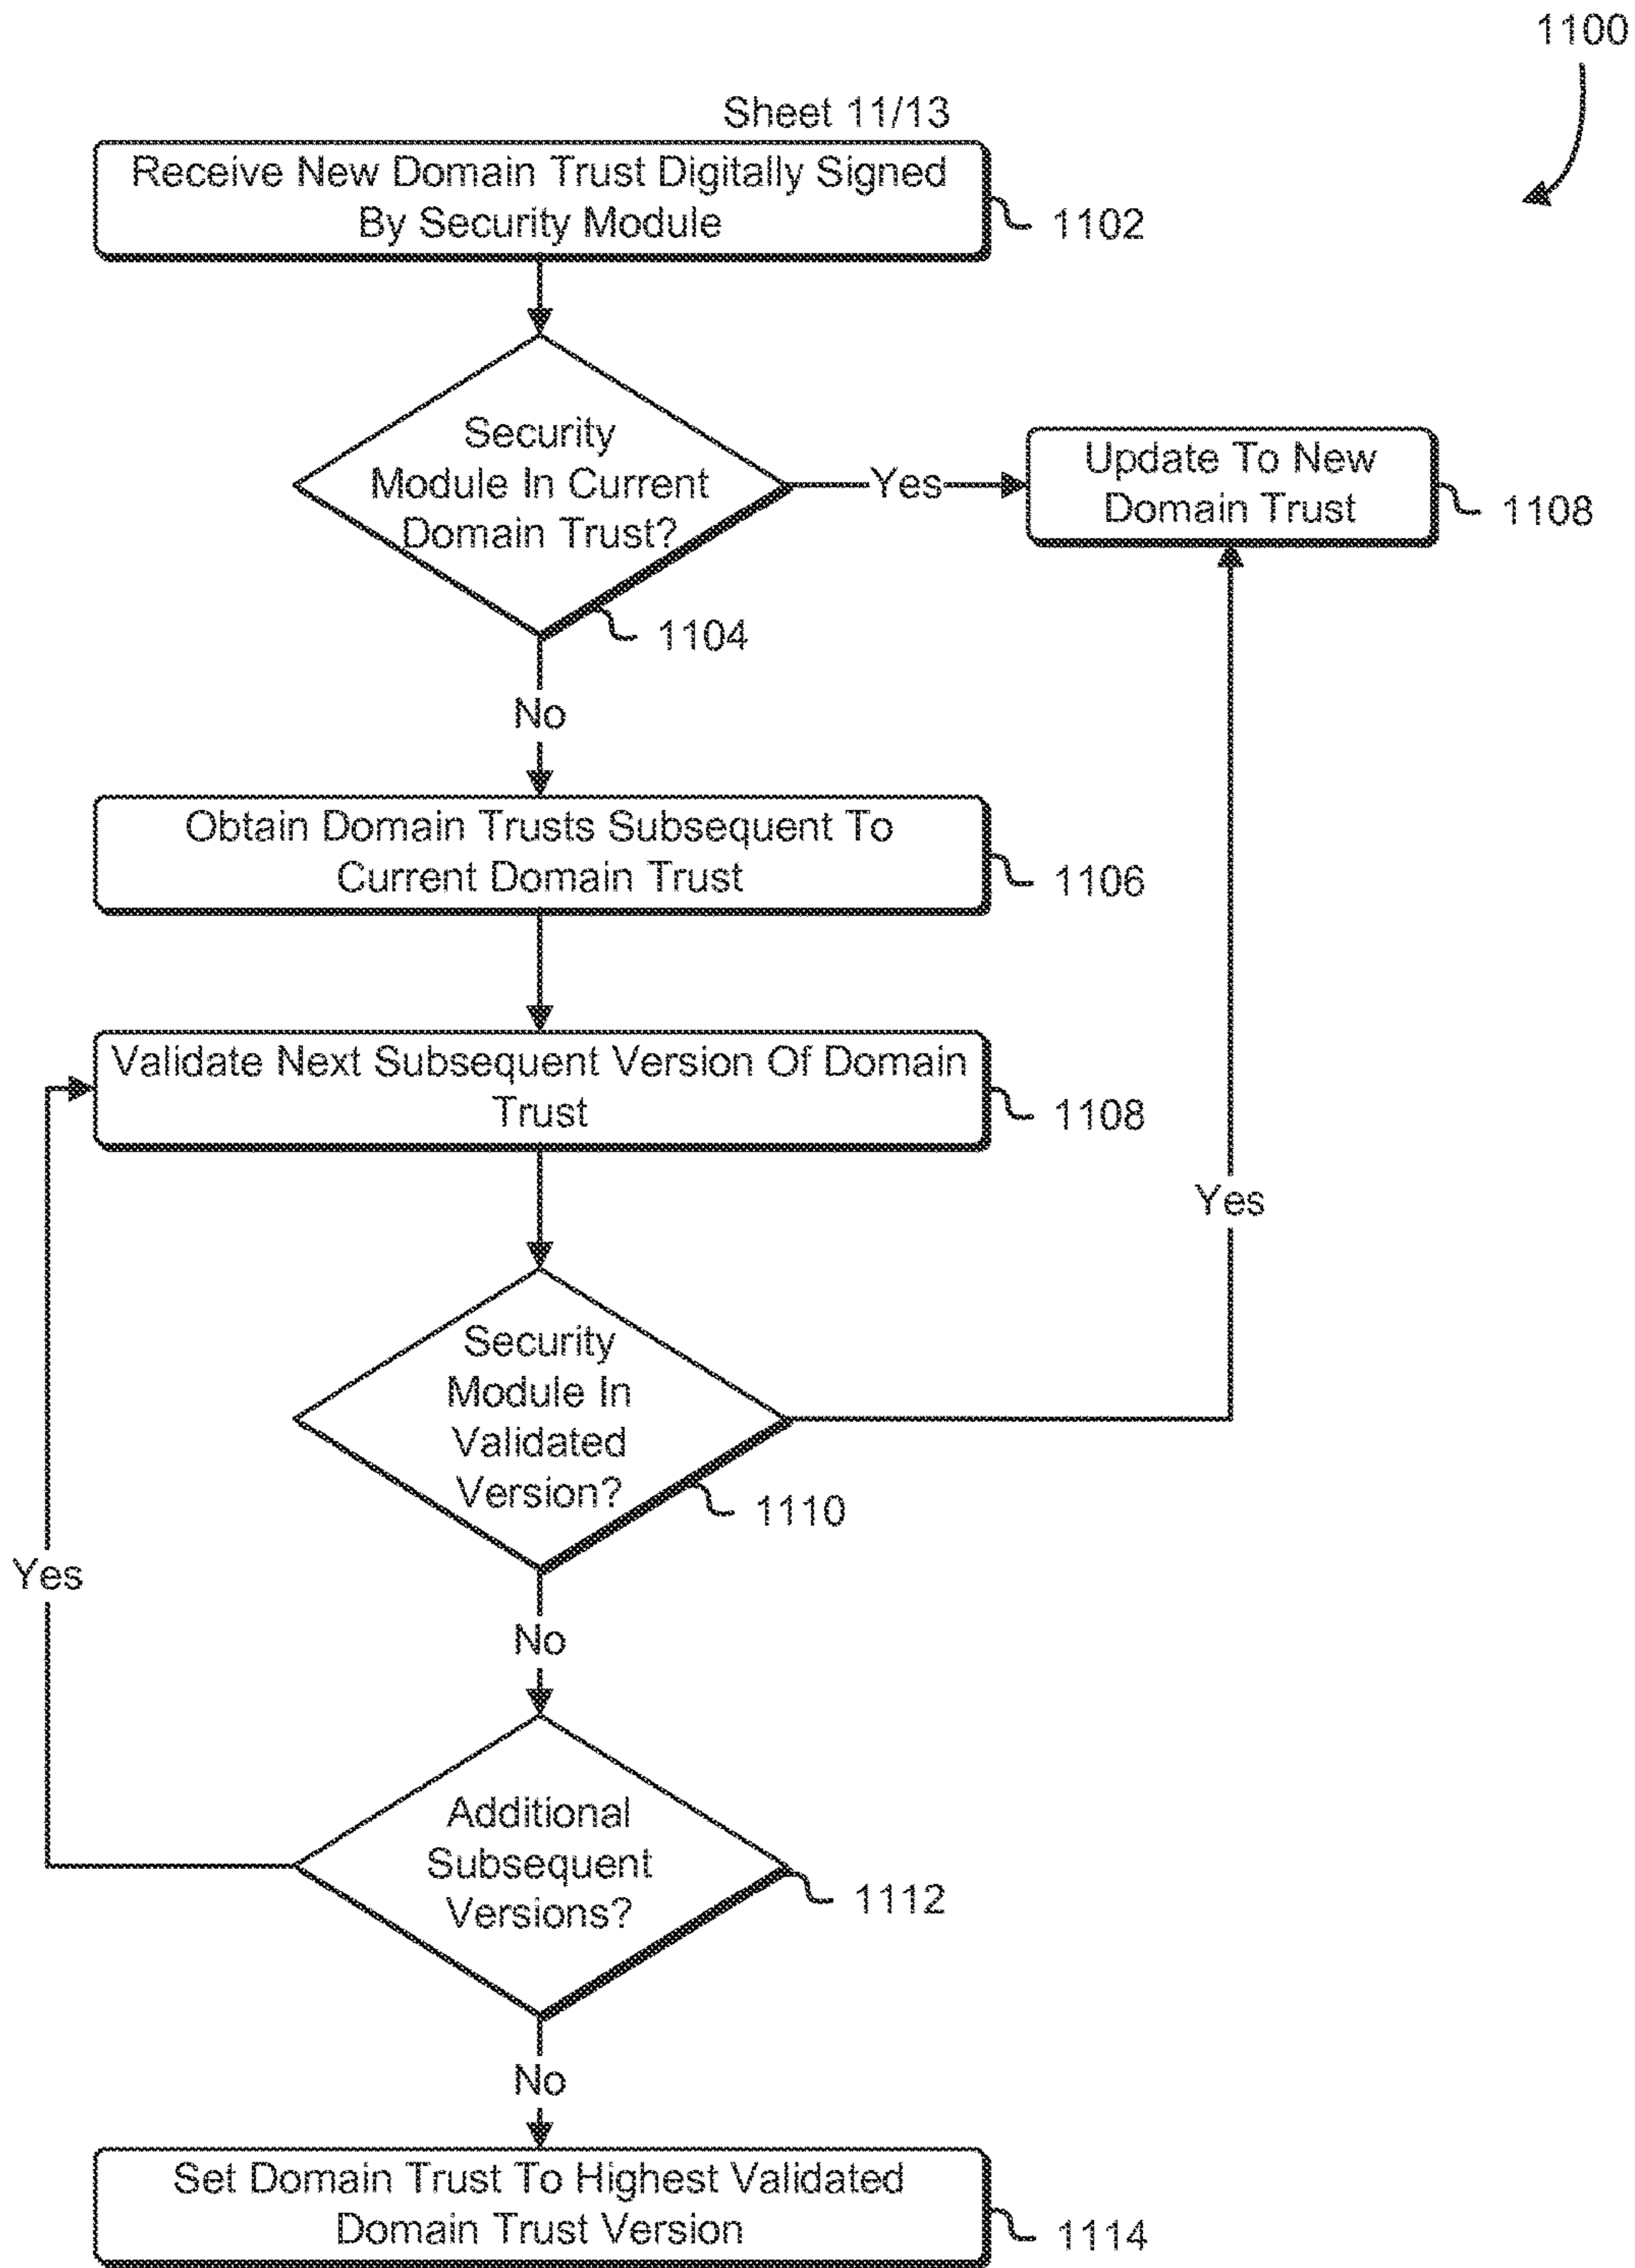 1100
Sheet 11/13
Receive New Domain Trust Digitally Signed
By Security Module
1102
Security
Module In Current
Domain Trust?
Yes
Update To New
Domain Trust
1108
1104
No
Obtain Domain Trusts Subsequent To
Current Domain Trust
1106
Validate Next Subsequent Version Of Domain
Trust
1108
Yes
Security
Module In
Validated
Version?
1110
Yes
No
Additional
Subsequent
Versions?
1112
No
Set Domain Trust To Highest Validated
Domain Trust Version
1114